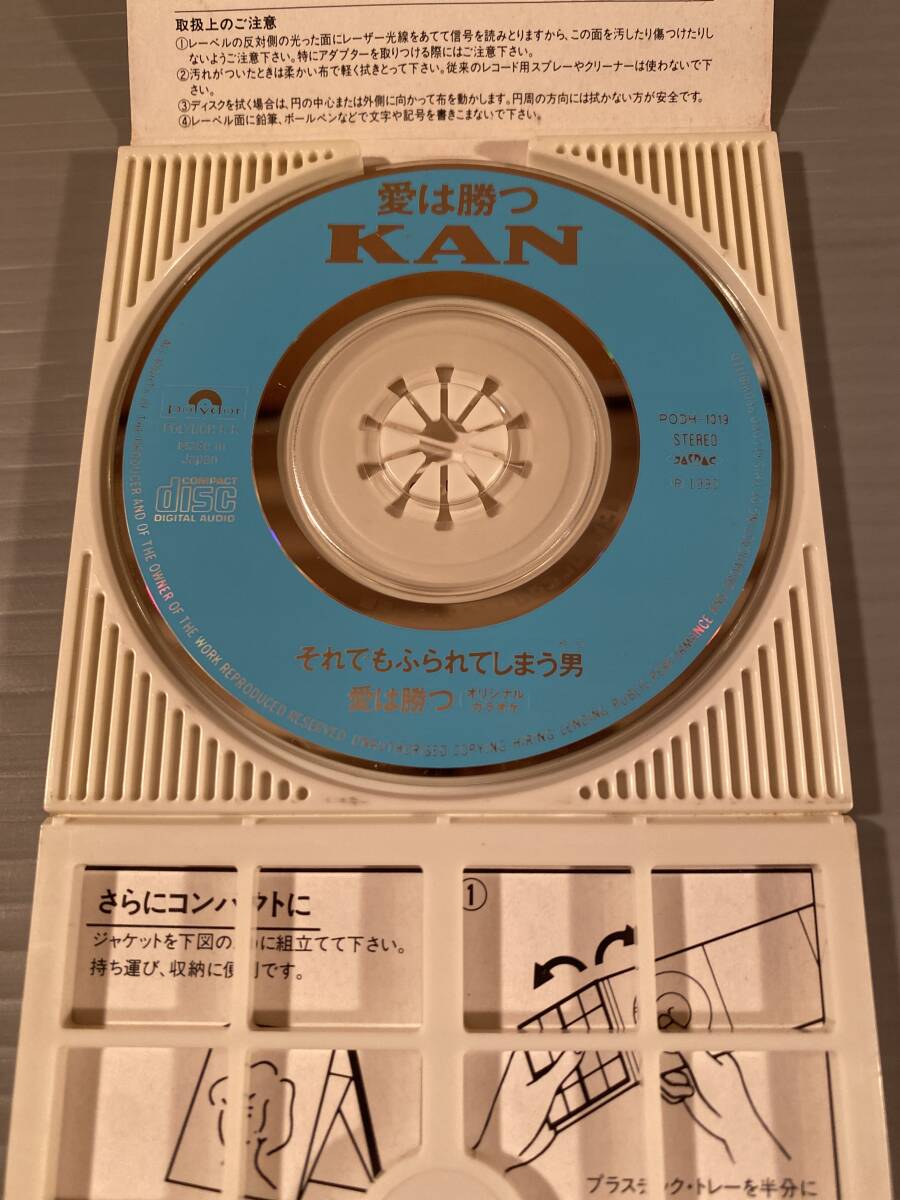 取扱上のご注意
①レーベルの反対側の光った面にレーザー光線をあてて信号を読みとりますから、この面を汚したり傷つけたりし
ないようご注意下さい。特にアダプターを取りつける際にはご注意下さい。
②汚れがついたときは柔かい布で軽く拭きとって下さい。従来のレコード用スプレーやクリーナーは使わないで下
さい。
③ディスクを拭く場合は、円の中心または外側に向かって布を動かします。円周の方向には拭かない方が安全です。
④レーベル面に鉛筆、ボールペンなどで文字や記号を書きこまないで下さい。
愛は勝つ
KAN
polydor
POLYDOR K.K.
Made in
Japan
COMPACT
disc
DIGITAL AUDIO
PODH-1019
STEREO
JASRAC
℗ 1990
それでもふられてしまう男
愛は勝つ オリジナル
カラオケ
OF THE PRODUCER AND OF THE OWNER OF THE WORK REPRODUCED RESERVED UNAUTHORISED COPYING HIRING LENDING PUBLIC PERFORMANCE AND
さらにコンパクトに
ジャケットを下図の に組立てて下さい。
持ち運び、収納に便利です。
①
プラスチック・トレーを半分に